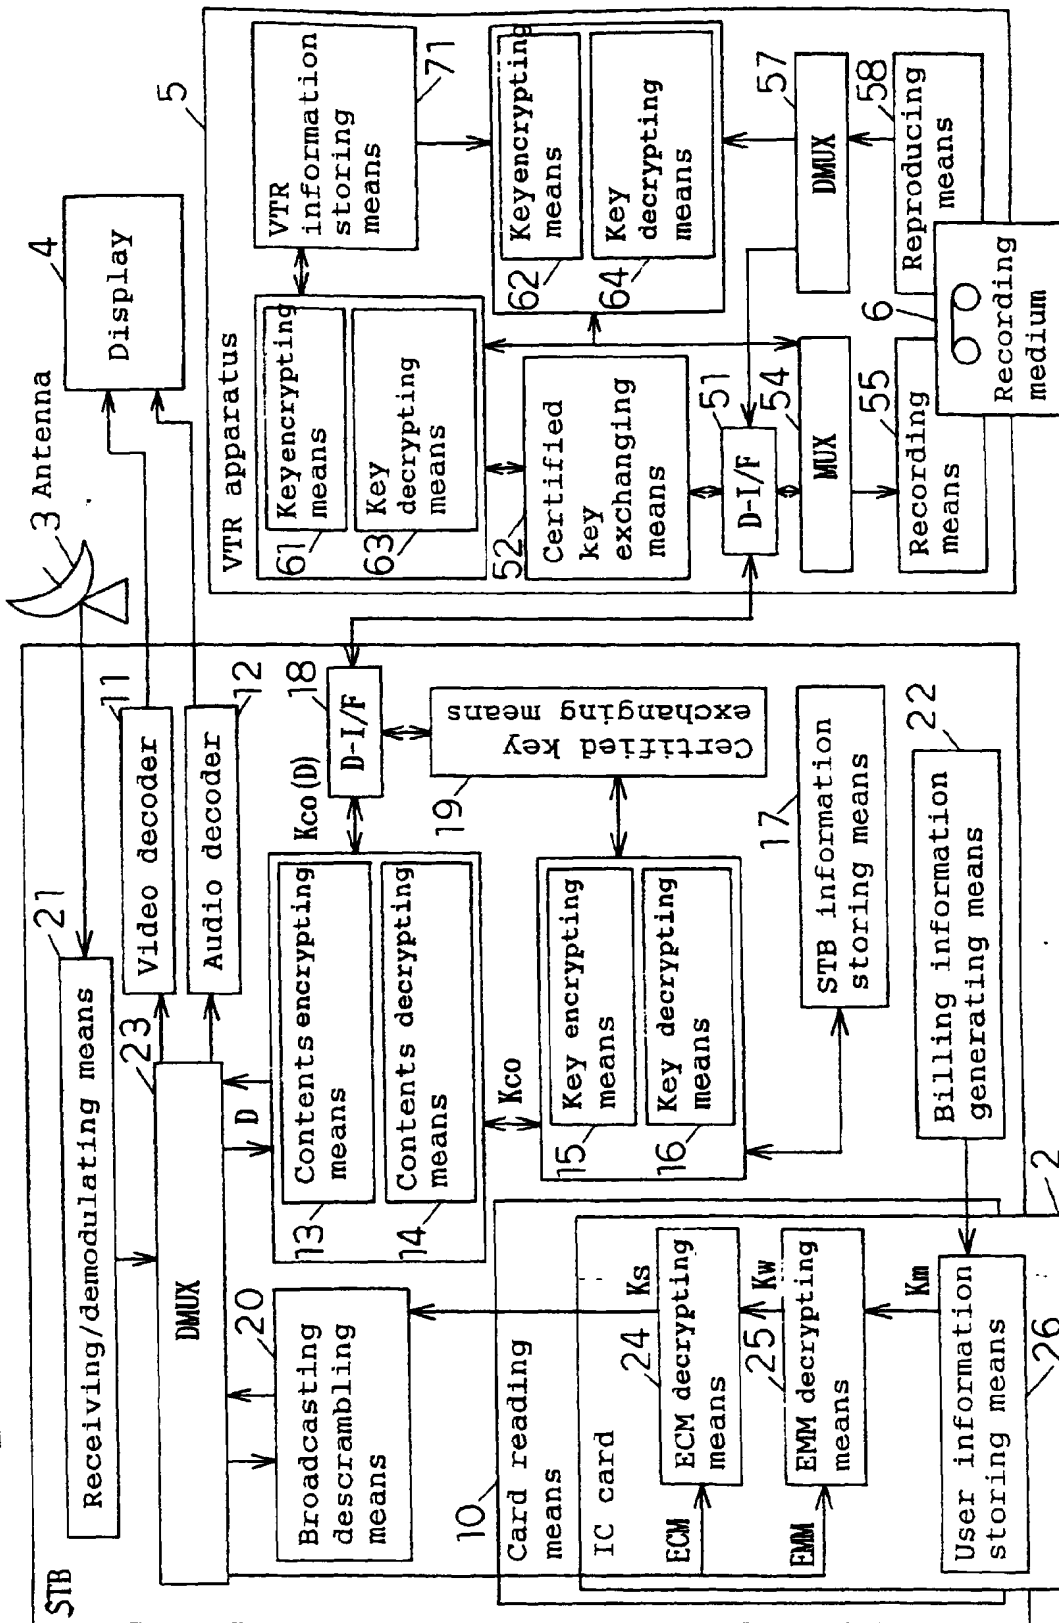 STB
Receiving/demodulating means
21
3 Antenna
4
Display
DMUX
23
Video decoder
11
Audio decoder
12
D
Broadcasting
descrambling
means
20
Contents encrypting
means
13
Contents decrypting
means
14
Kco(D)
D-I/F
18
Certified key
exchanging means
19
Kco
Key encrypting
means
15
Key decrypting
means
16
STB information
storing means
17
Billing information
generating means
22
10
Card reading
means
IC card
2
ECM
ECM decrypting
means
24
Ks
EMM
EMM decrypting
means
25
Kw
Km
User information
storing means
26
5
VTR apparatus
Keyencrypting
means
61
Key
decrypting
means
63
VTR
information
storing
means
71
Certified
key
exchanging
means
52
Keyencrypting
means
62
Key
decrypting
means
64
D-I/F
51
MUX
54
DMUX
57
Recording
means
55
Reproducing
means
58
6
Recording
medium